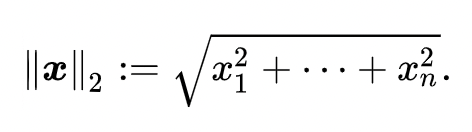 ‖x‖₂ := √(x₁² + ⋯ + xₙ²).